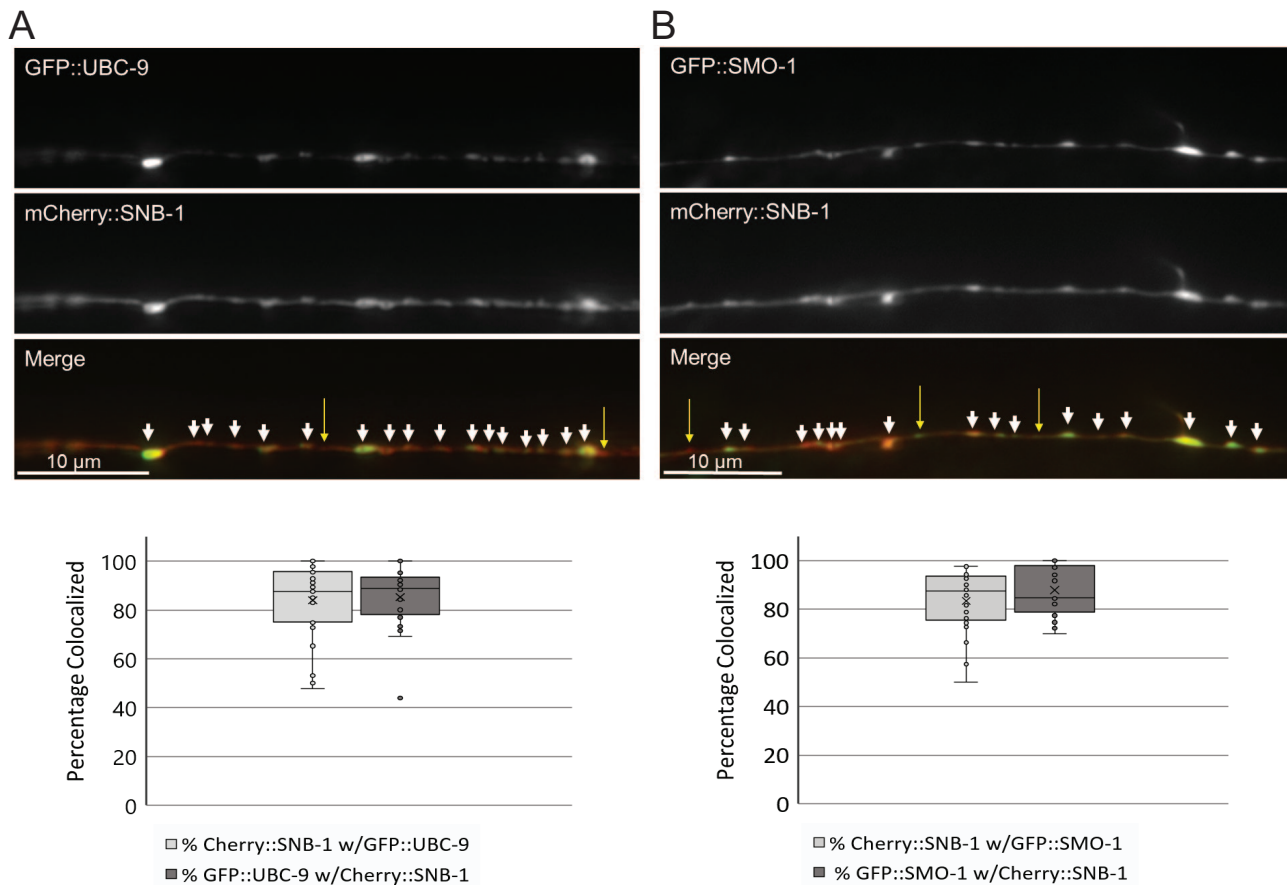 A
GFP::UBC-9
mCherry::SNB-1
Merge
10 μm
Percentage Colocalized
100
80
60
40
20
0
% Cherry::SNB-1 w/GFP::UBC-9
% GFP::UBC-9 w/Cherry::SNB-1
B
GFP::SMO-1
mCherry::SNB-1
Merge
10 μm
Percentage Colocalized
100
80
60
40
20
0
% Cherry::SNB-1 w/GFP::SMO-1
% GFP::SMO-1 w/Cherry::SNB-1